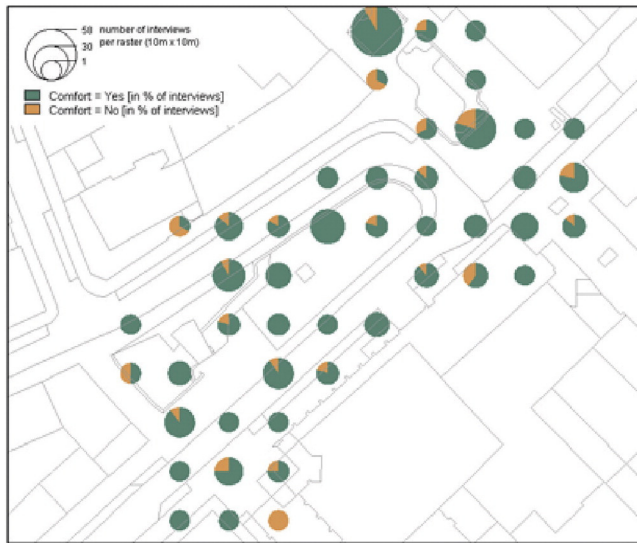 58 number of interviews
30 per raster (10m x 10m)
1
Comfort = Yes [in % of interviews]
Comfort = No [in % of interviews]